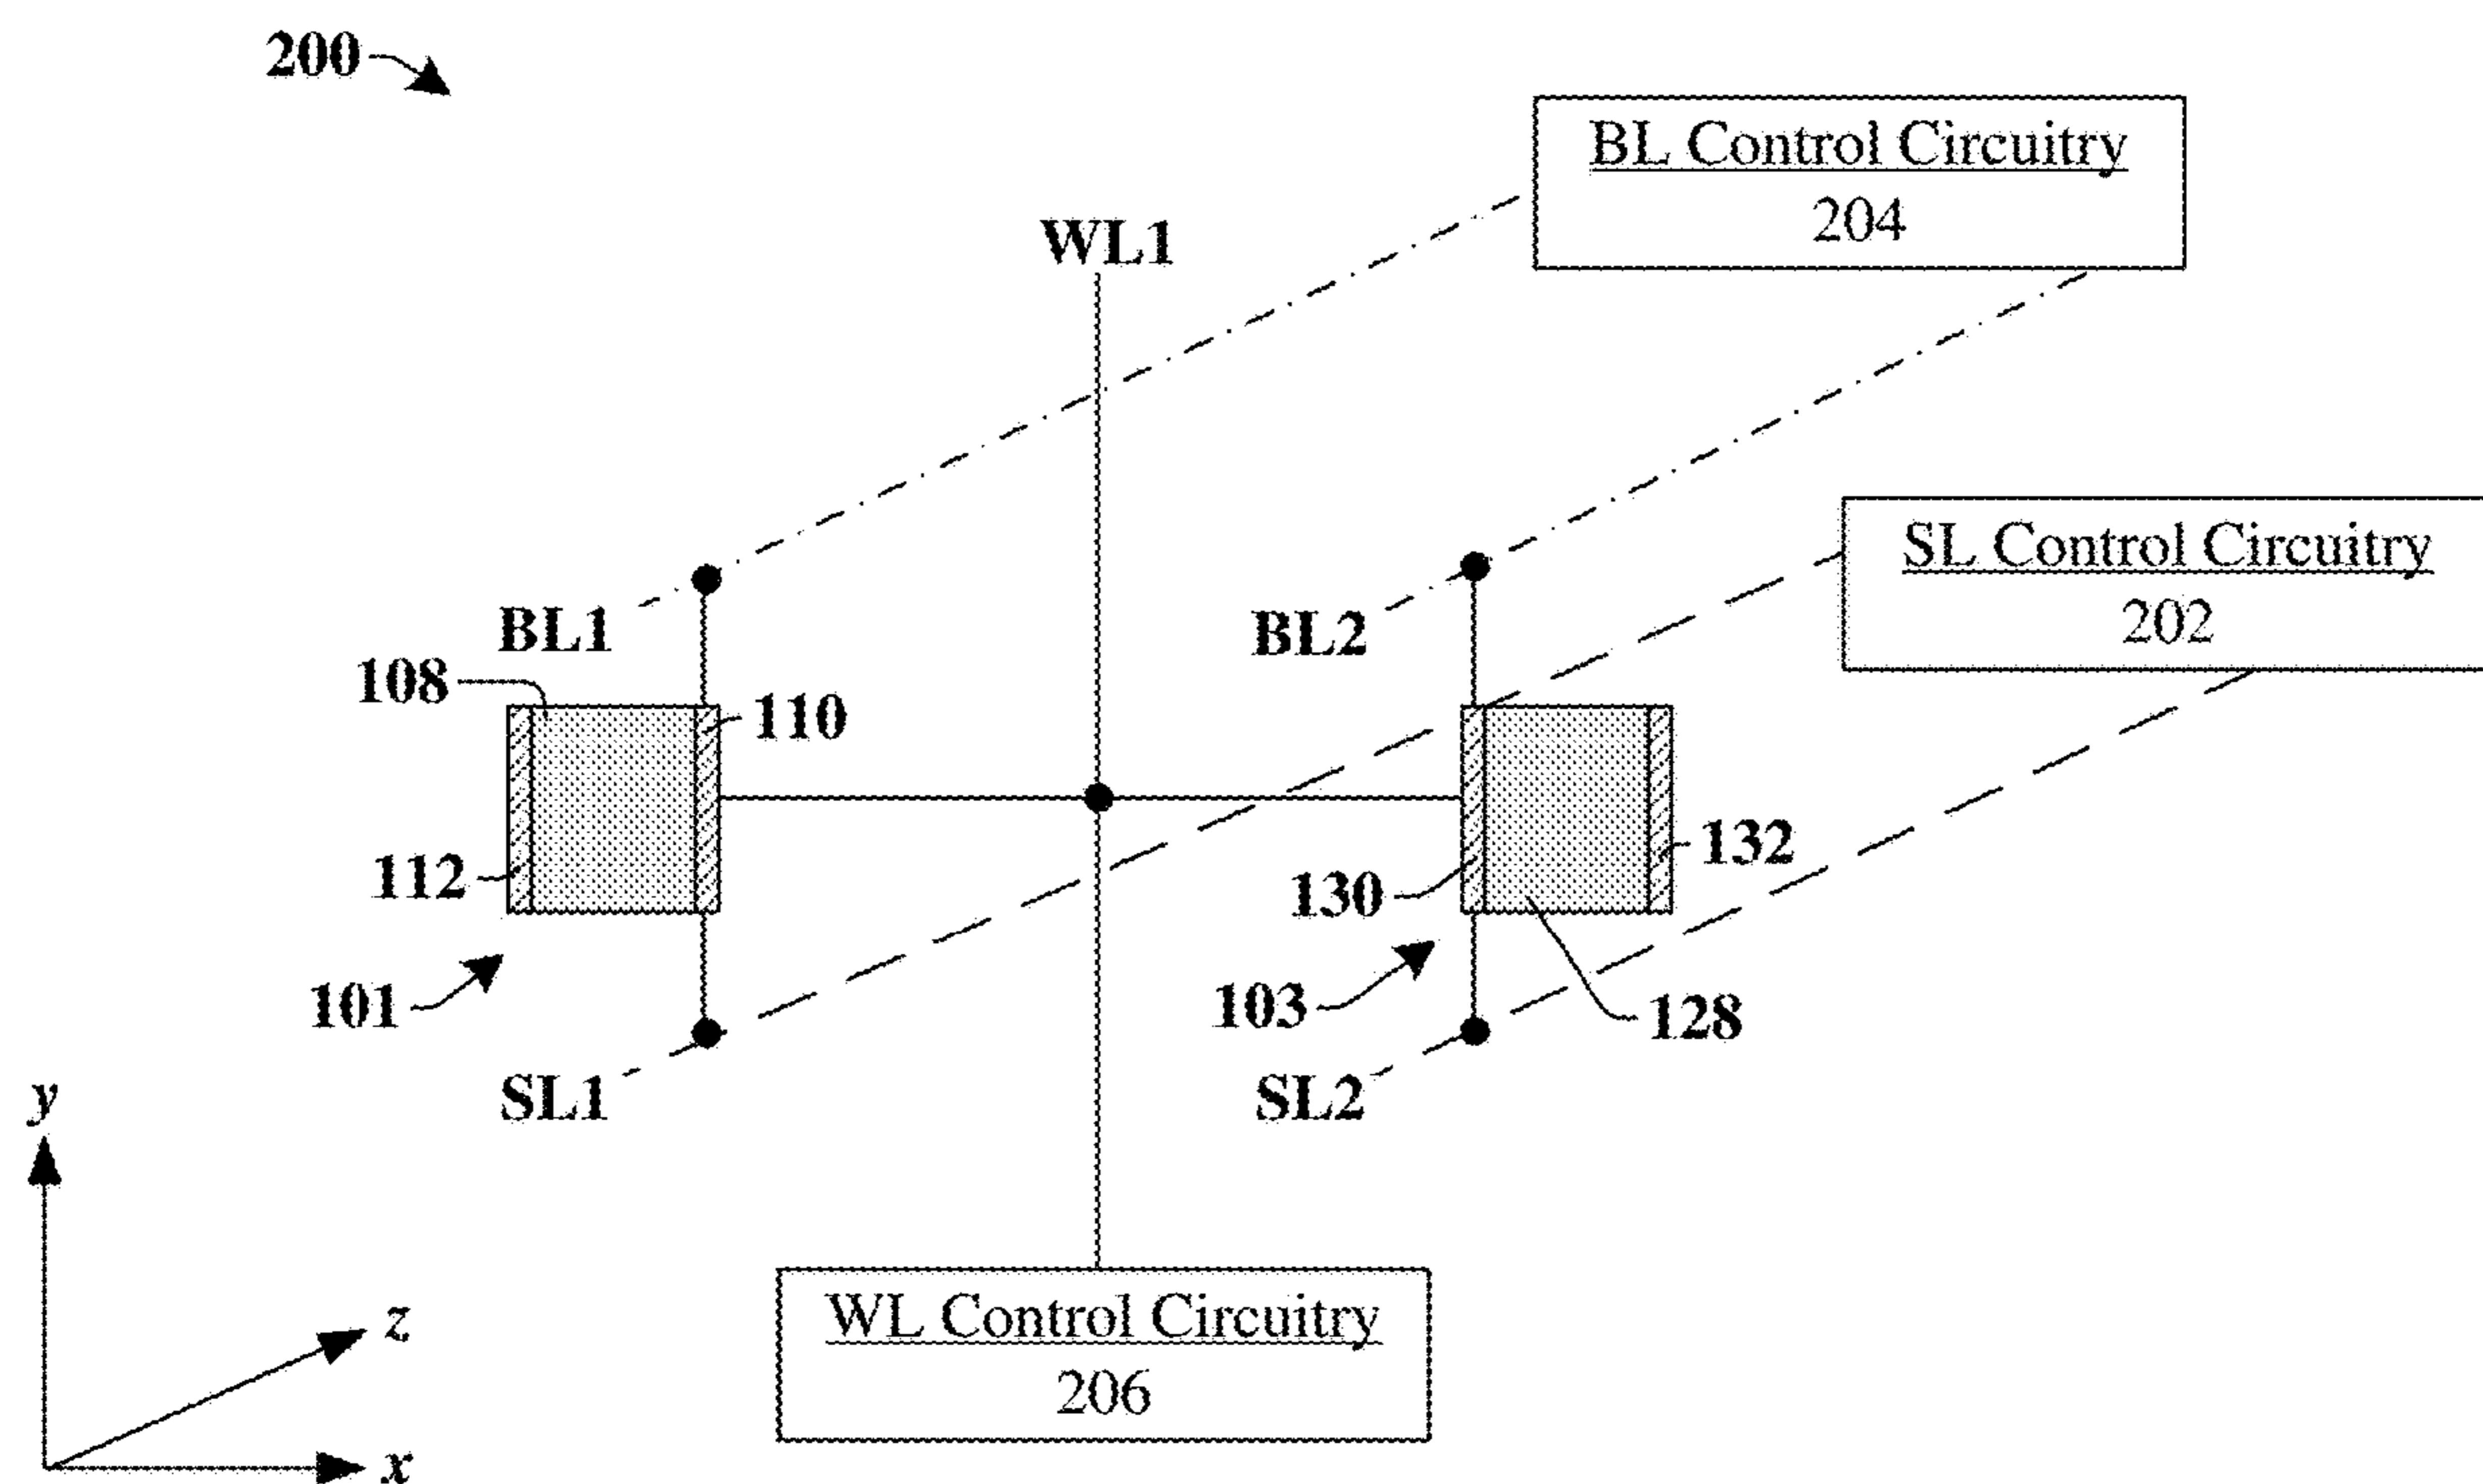 200
BL Control Circuitry
204
WL1
SL Control Circuitry
202
BL1
BL2
108
110
112
130
132
101
103
128
SL1
SL2
y
z
x
WL Control Circuitry
206